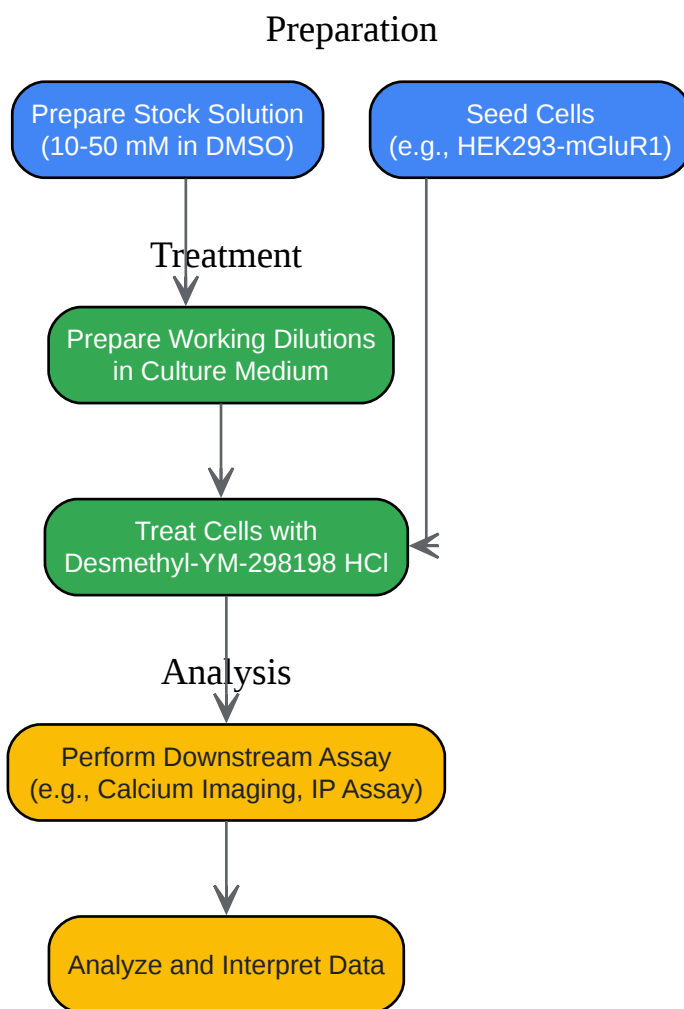 Preparation
Prepare Stock Solution
(10-50 mM in DMSO)
Seed Cells
(e.g., HEK293-mGluR1)
Treatment
Prepare Working Dilutions
in Culture Medium
Treat Cells with
Desmethyl-YM-298198 HCl
Analysis
Perform Downstream Assay
(e.g., Calcium Imaging, IP Assay)
Analyze and Interpret Data